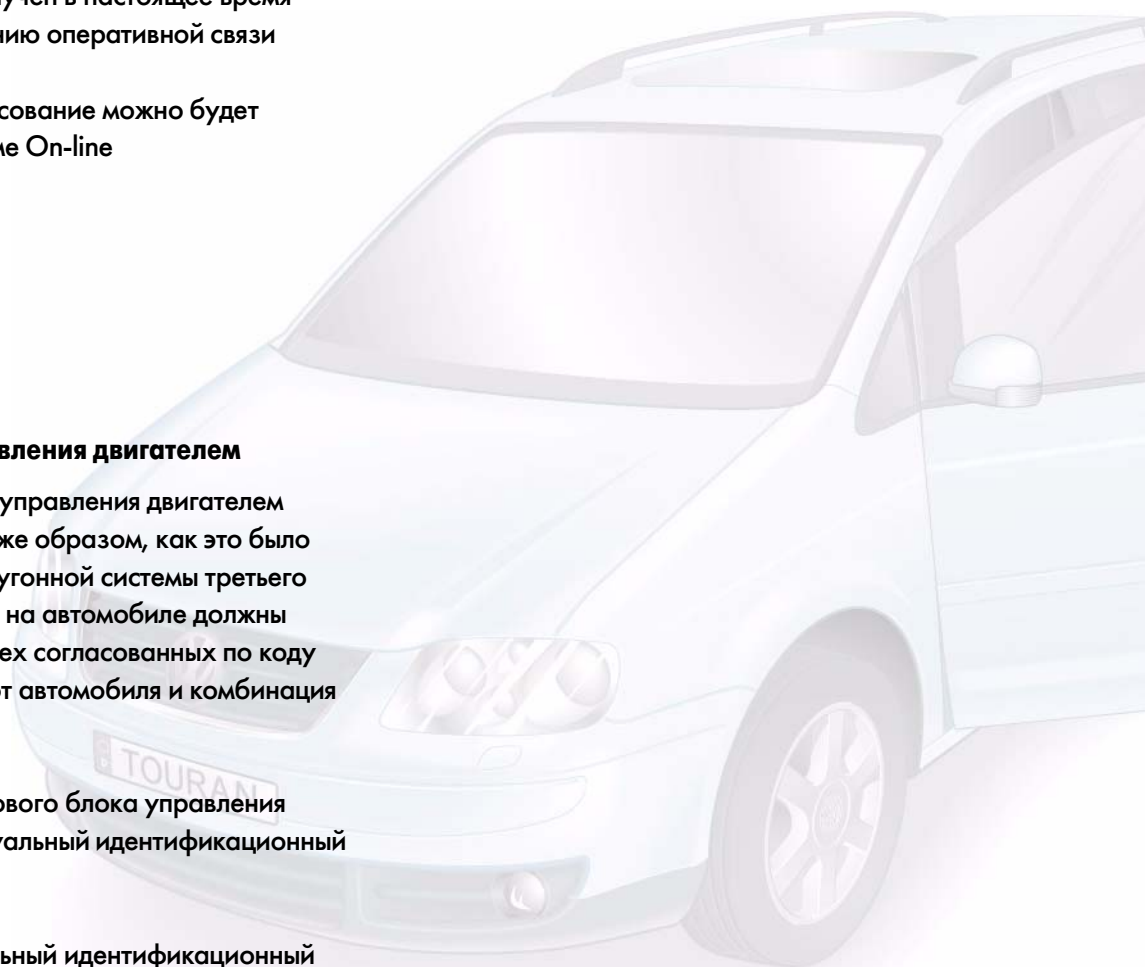 учен в настоящее время
нию оперативной связи
сование можно будет
ме On-line
вления двигателем
управления двигателем
же образом, как это было
угонной системы третьего
на автомобиле должны
ех согласованных по коду
от автомобиля и комбинация
TOURAN
ового блока управления
уальный идентификационный
ьный идентификационный